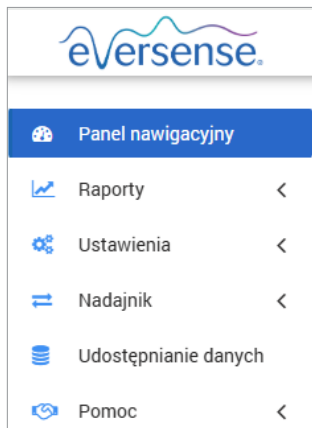 eversense.
Panel nawigacyjny
Raporty
Ustawienia
Nadajnik
Udostępnianie danych
Pomoc